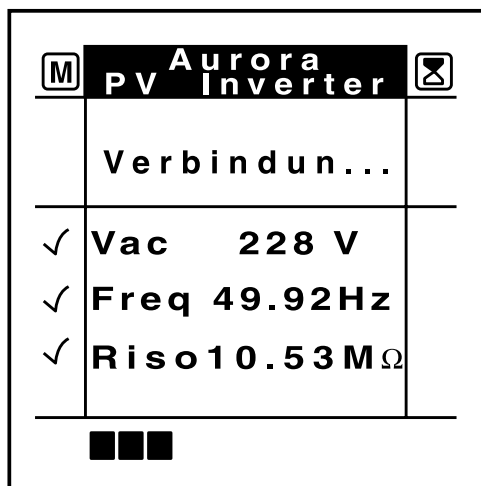 M
Aurora
PV Inverter
Verbindun...
Vac 228 V
Freq 49.92Hz
Riso10.53MΩ